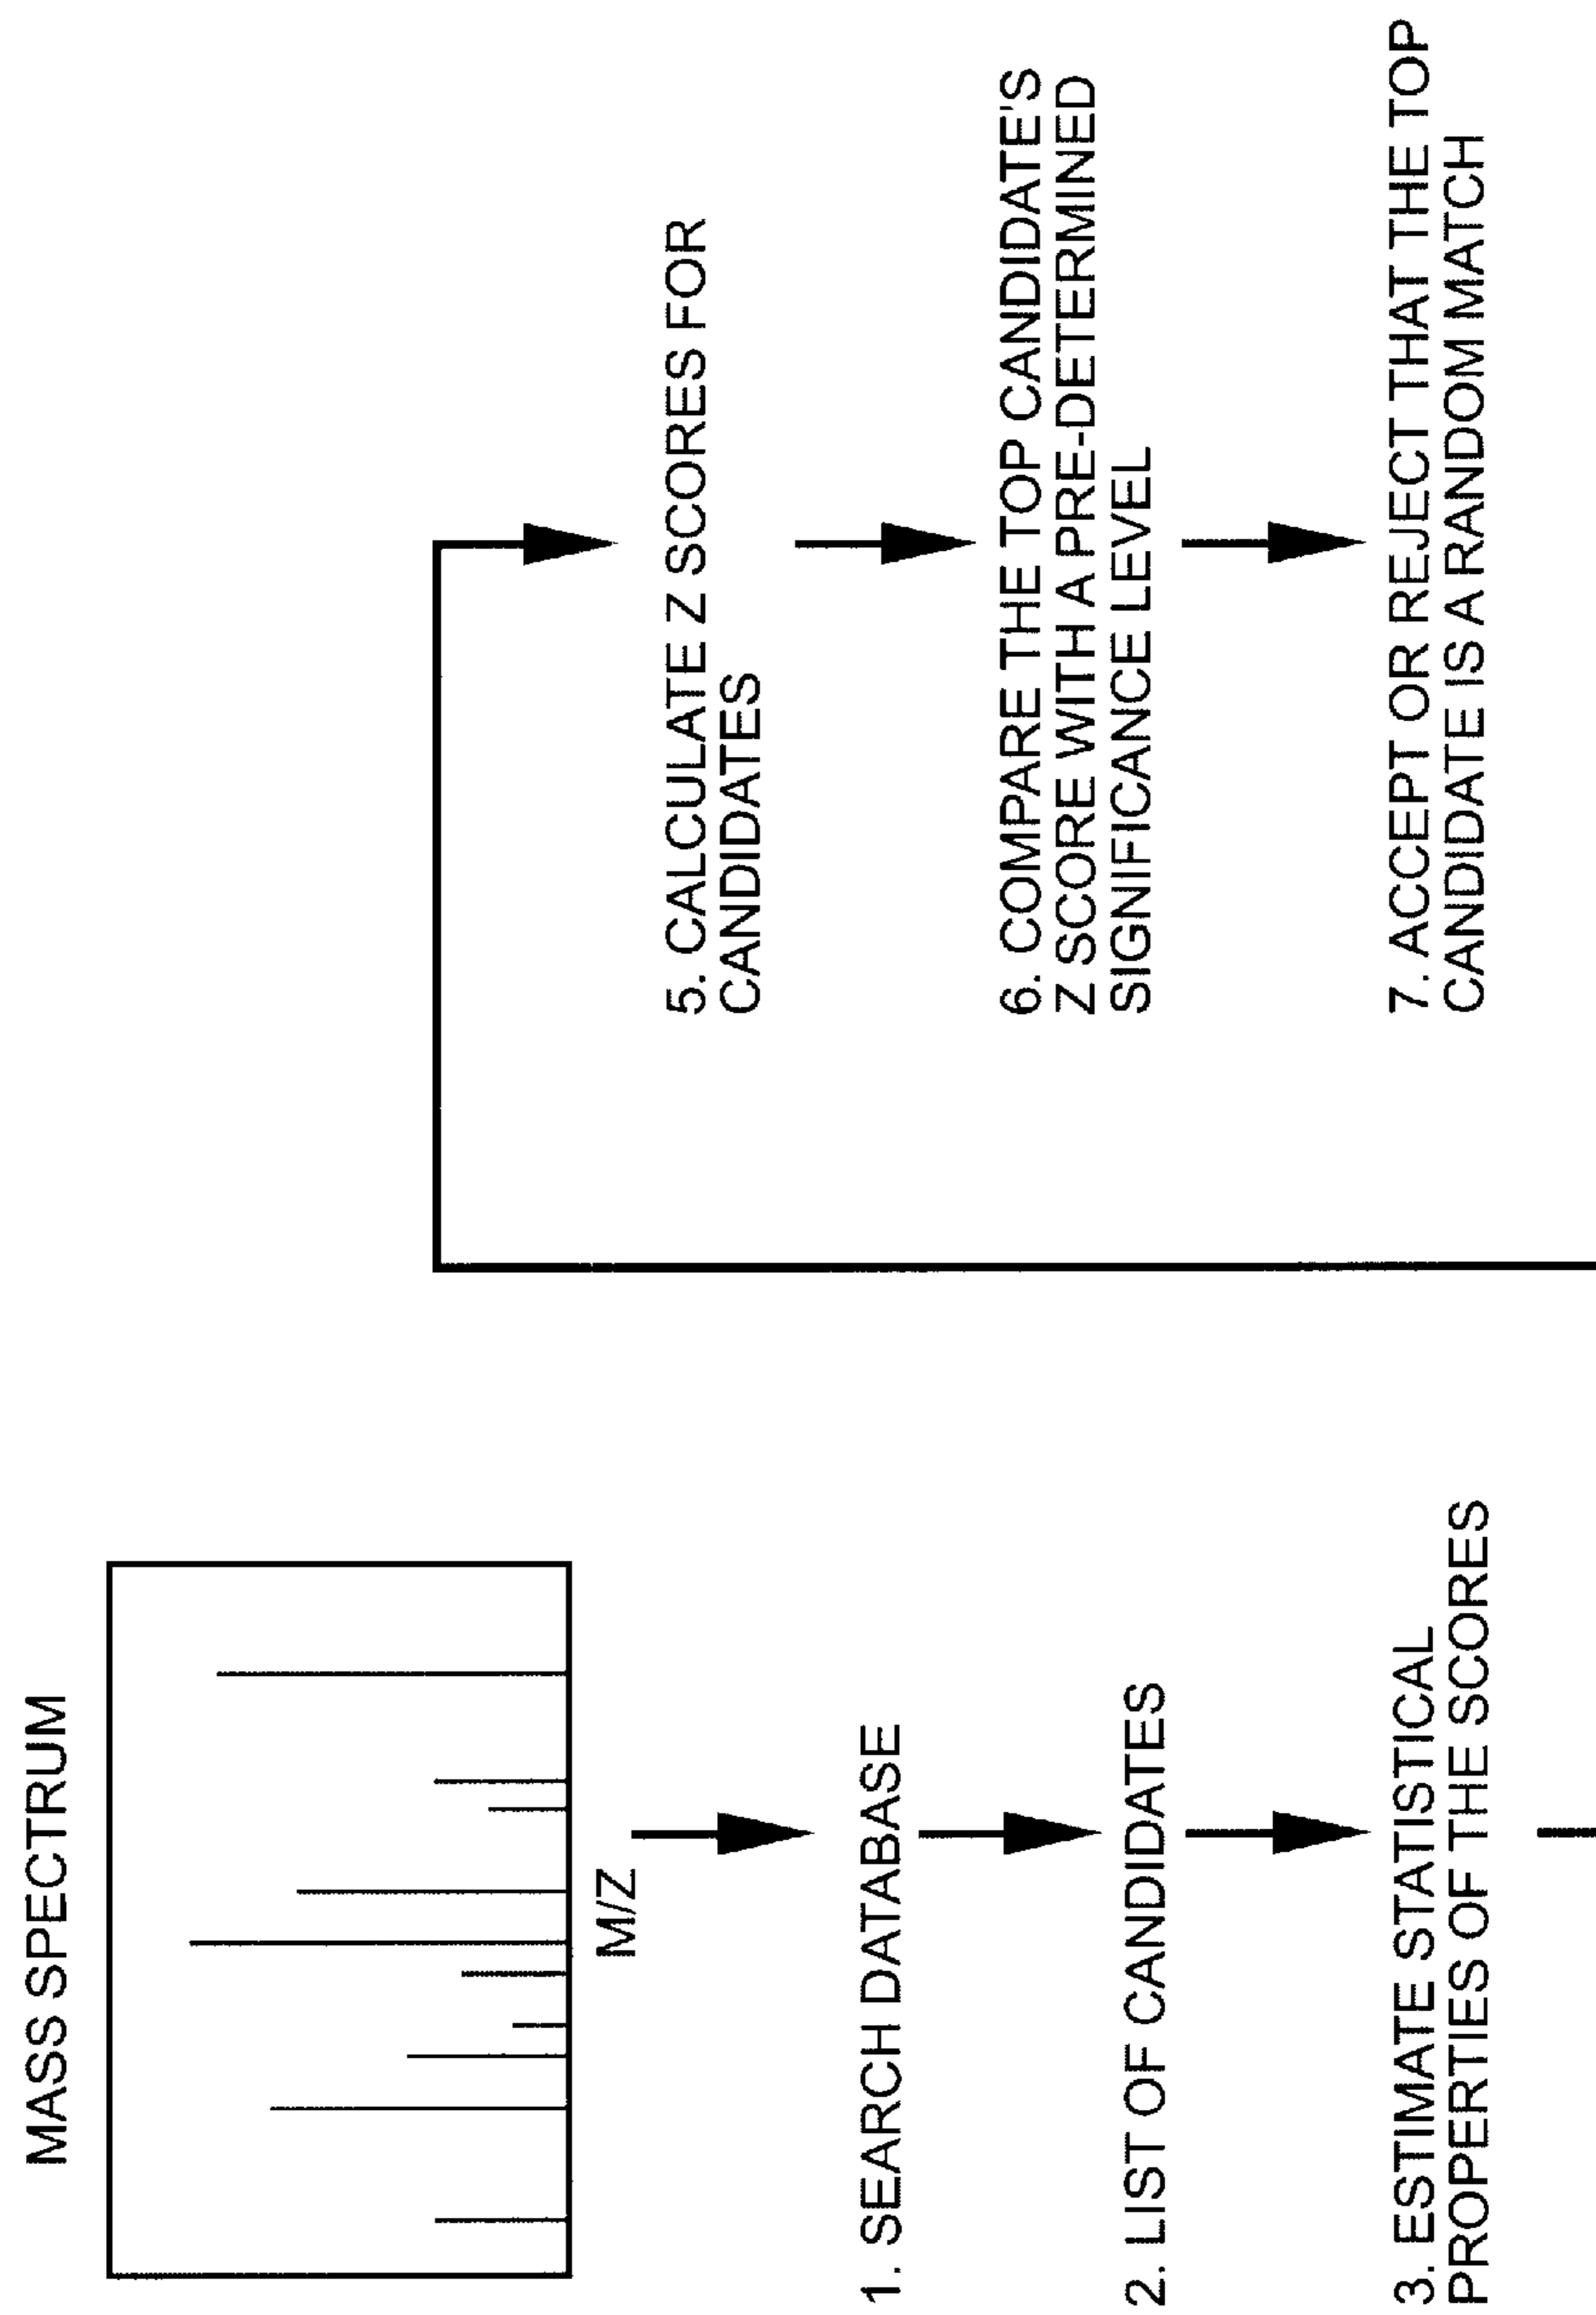 MASS SPECTRUM
M/Z
1. SEARCH DATABASE
2. LIST OF CANDIDATES
3. ESTIMATE STATISTICAL
PROPERTIES OF THE SCORES
5. CALCULATE Z SCORES FOR
CANDIDATES
6. COMPARE THE TOP CANDIDATE'S
Z SCORE WITH A PRE-DETERMINED
SIGNIFICANCE LEVEL
7. ACCEPT OR REJECT THAT THE TOP
CANDIDATE IS A RANDOM MATCH